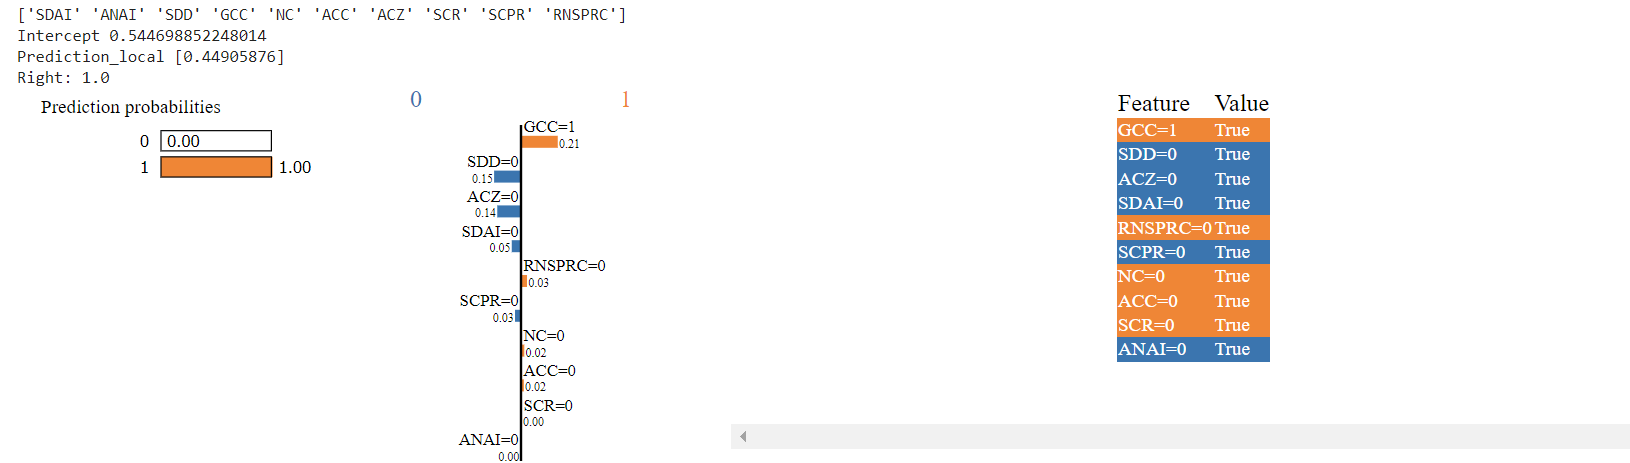 ['SDAI' 'ANAI' 'SDD' 'GCC' 'NC' 'ACC' 'ACZ' 'SCR' 'SCPR' 'RNSPRC']
Intercept 0.544698852248014
Prediction_local [0.44905876]
Right: 1.0
Prediction probabilities
0 0.00
1 1.00
0 1
GCC=1
0.21
SDD=0
0.15
ACZ=0
0.14
SDAI=0
0.05
RNSPRC=0
0.03
SCPR=0
0.03
NC=0
0.02
ACC=0
0.02
SCR=0
0.00
ANAI=0
0.00
Feature Value
GCC=1 True
SDD=0 True
ACZ=0 True
SDAI=0 True
RNSPRC=0 True
SCPR=0 True
NC=0 True
ACC=0 True
SCR=0 True
ANAI=0 True